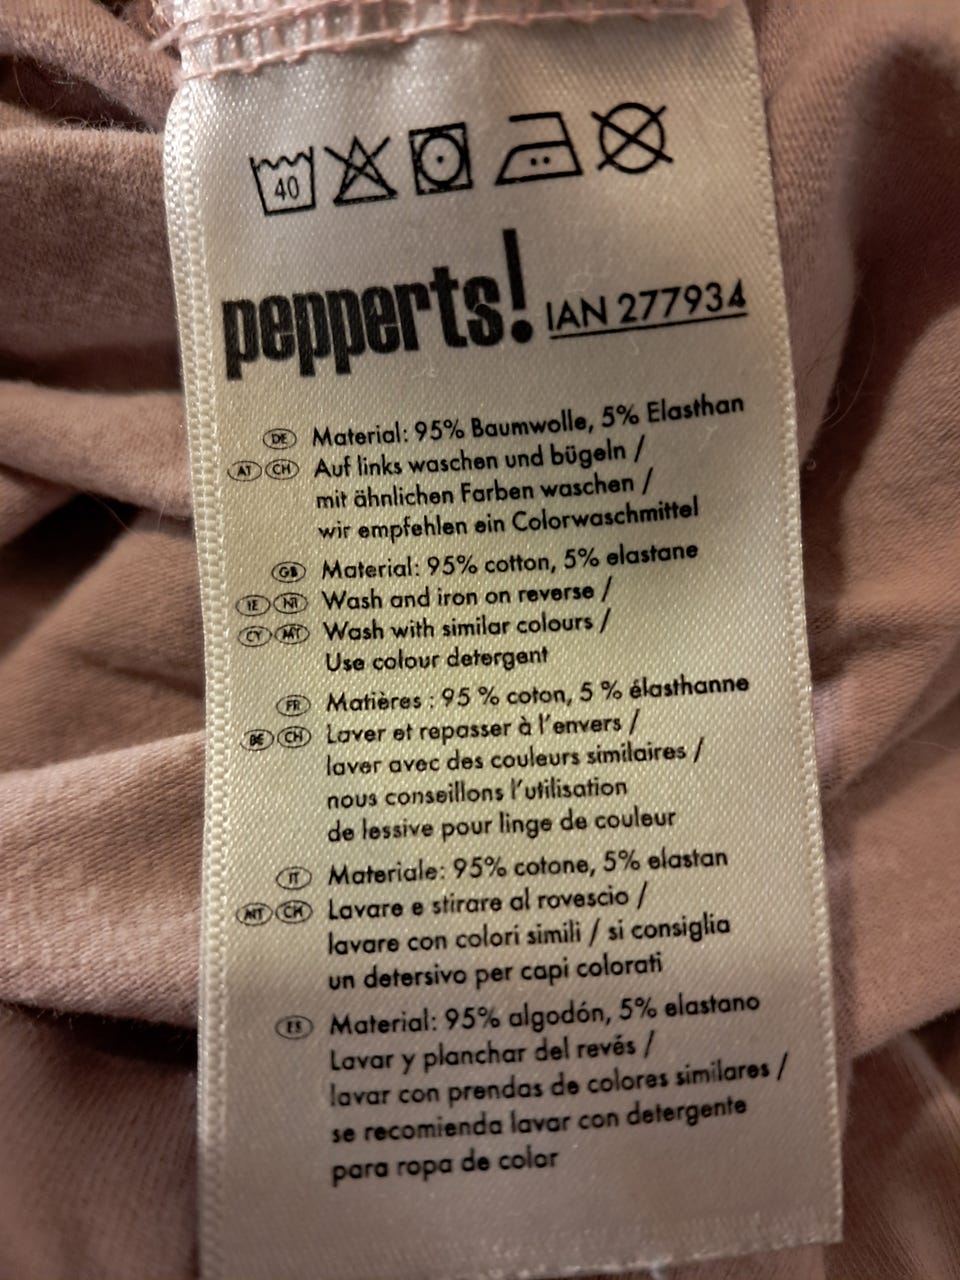 40
pepperts! IAN 277934
DE Material: 95% Baumwolle, 5% Elasthan
AT CH Auf links waschen und bügeln /
mit ähnlichen Farben waschen /
wir empfehlen ein Colorwaschmittel
GB Material: 95% cotton, 5% elastane
IE NI Wash and iron on reverse /
CY MT Wash with similar colours /
Use colour detergent
FR Matières : 95 % coton, 5 % élasthanne
BE CH Laver et repasser à l'envers /
laver avec des couleurs similaires /
nous conseillons l'utilisation
de lessive pour linge de couleur
IT Materiale: 95% cotone, 5% elastan
MT CH Lavare e stirare al rovescio /
lavare con colori simili / si consiglia
un detersivo per capi colorati
ES Material: 95% algodón, 5% elastano
Lavar y planchar del revés /
lavar con prendas de colores similares /
se recomienda lavar con detergente
para ropa de color